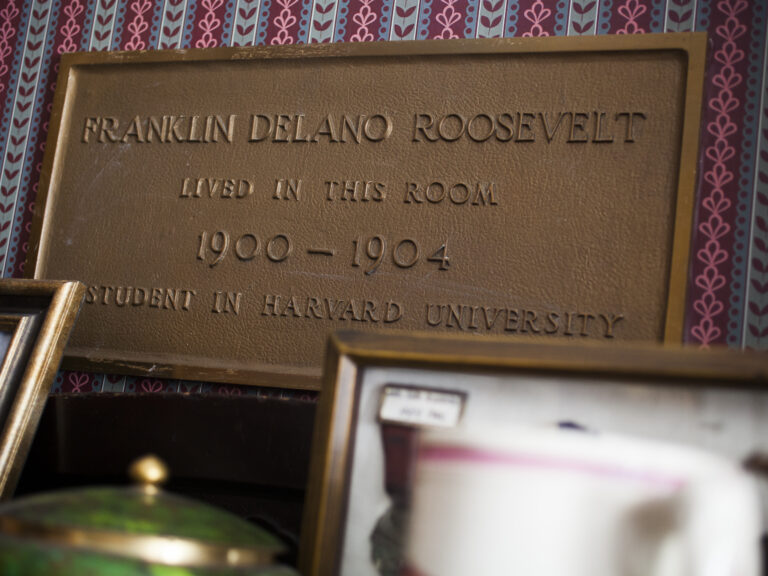 FRANKLIN DELANO ROOSEVELT
LIVED IN THIS ROOM
1900 – 1904
STUDENT IN HARVARD UNIVERSITY